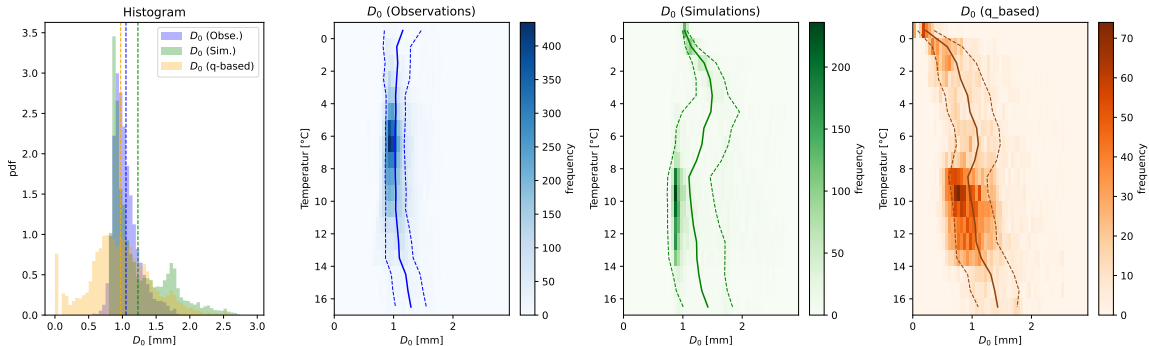 Histogram
pdf
3.5
3.0
2.5
2.0
1.5
1.0
0.5
0.0
D₀ (Obse.)
D₀ (Sim.)
D₀ (q-based)
0.0 0.5 1.0 1.5 2.0 2.5 3.0
D₀ [mm]
D₀ (Observations)
Temperatur [°C]
0
2
4
6
8
10
12
14
16
0 1 2
D₀ [mm]
400
350
300
250
200
150
100
50
0
frequency
D₀ (Simulations)
Temperatur [°C]
0
2
4
6
8
10
12
14
16
0 1 2
D₀ [mm]
200
150
100
50
0
frequency
D₀ (q_based)
Temperatur [°C]
0
2
4
6
8
10
12
14
16
0 1 2
D₀ [mm]
70
60
50
40
30
20
10
0
frequency